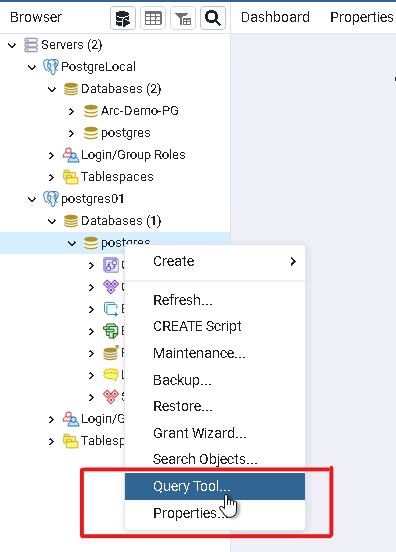 Browser
Dashboard
Properties
Servers (2)
PostgreLocal
Databases (2)
Arc-Demo-PG
postgres
Login/Group Roles
Tablespaces
postgres01
Databases (1)
postgres
Create
Refresh...
CREATE Script
Maintenance...
Backup...
Restore...
Grant Wizard...
Login/G
Search Objects...
Tablesp
Query Tool...
Properties...